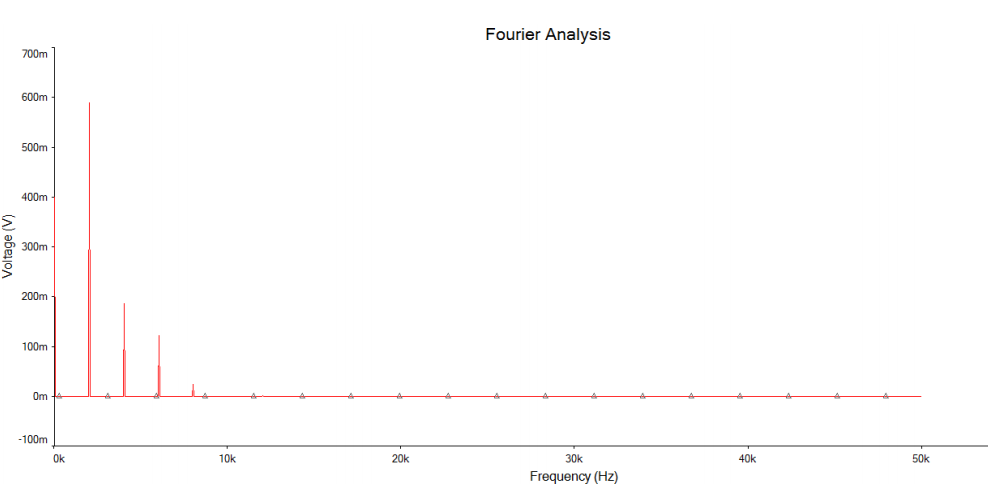 Fourier Analysis
700m
600m
500m
400m
300m
200m
100m
0m
-100m
Voltage (V)
0k 10k 20k 30k 40k 50k
Frequency (Hz)